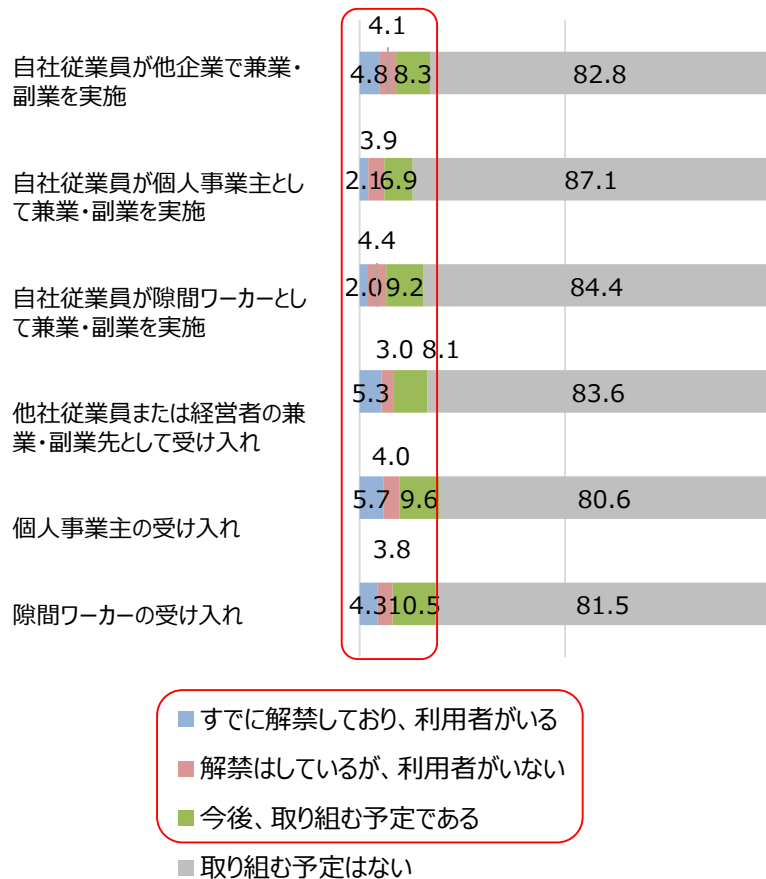 4.1
自社従業員が他企業で兼業・
副業を実施
4.8 8.3 82.8
3.9
自社従業員が個人事業主とし
て兼業・副業を実施
2.1 6.9 87.1
4.4
自社従業員が隙間ワーカーとし
て兼業・副業を実施
2.0 9.2 84.4
3.0 8.1
他社従業員または経営者の兼
業・副業先として受け入れ
5.3 83.6
4.0
個人事業主の受け入れ
5.7 9.6 80.6
3.8
隙間ワーカーの受け入れ
4.3 10.5 81.5
すでに解禁しており、利用者がいる
解禁はしているが、利用者がいない
今後、取り組む予定である
取り組む予定はない